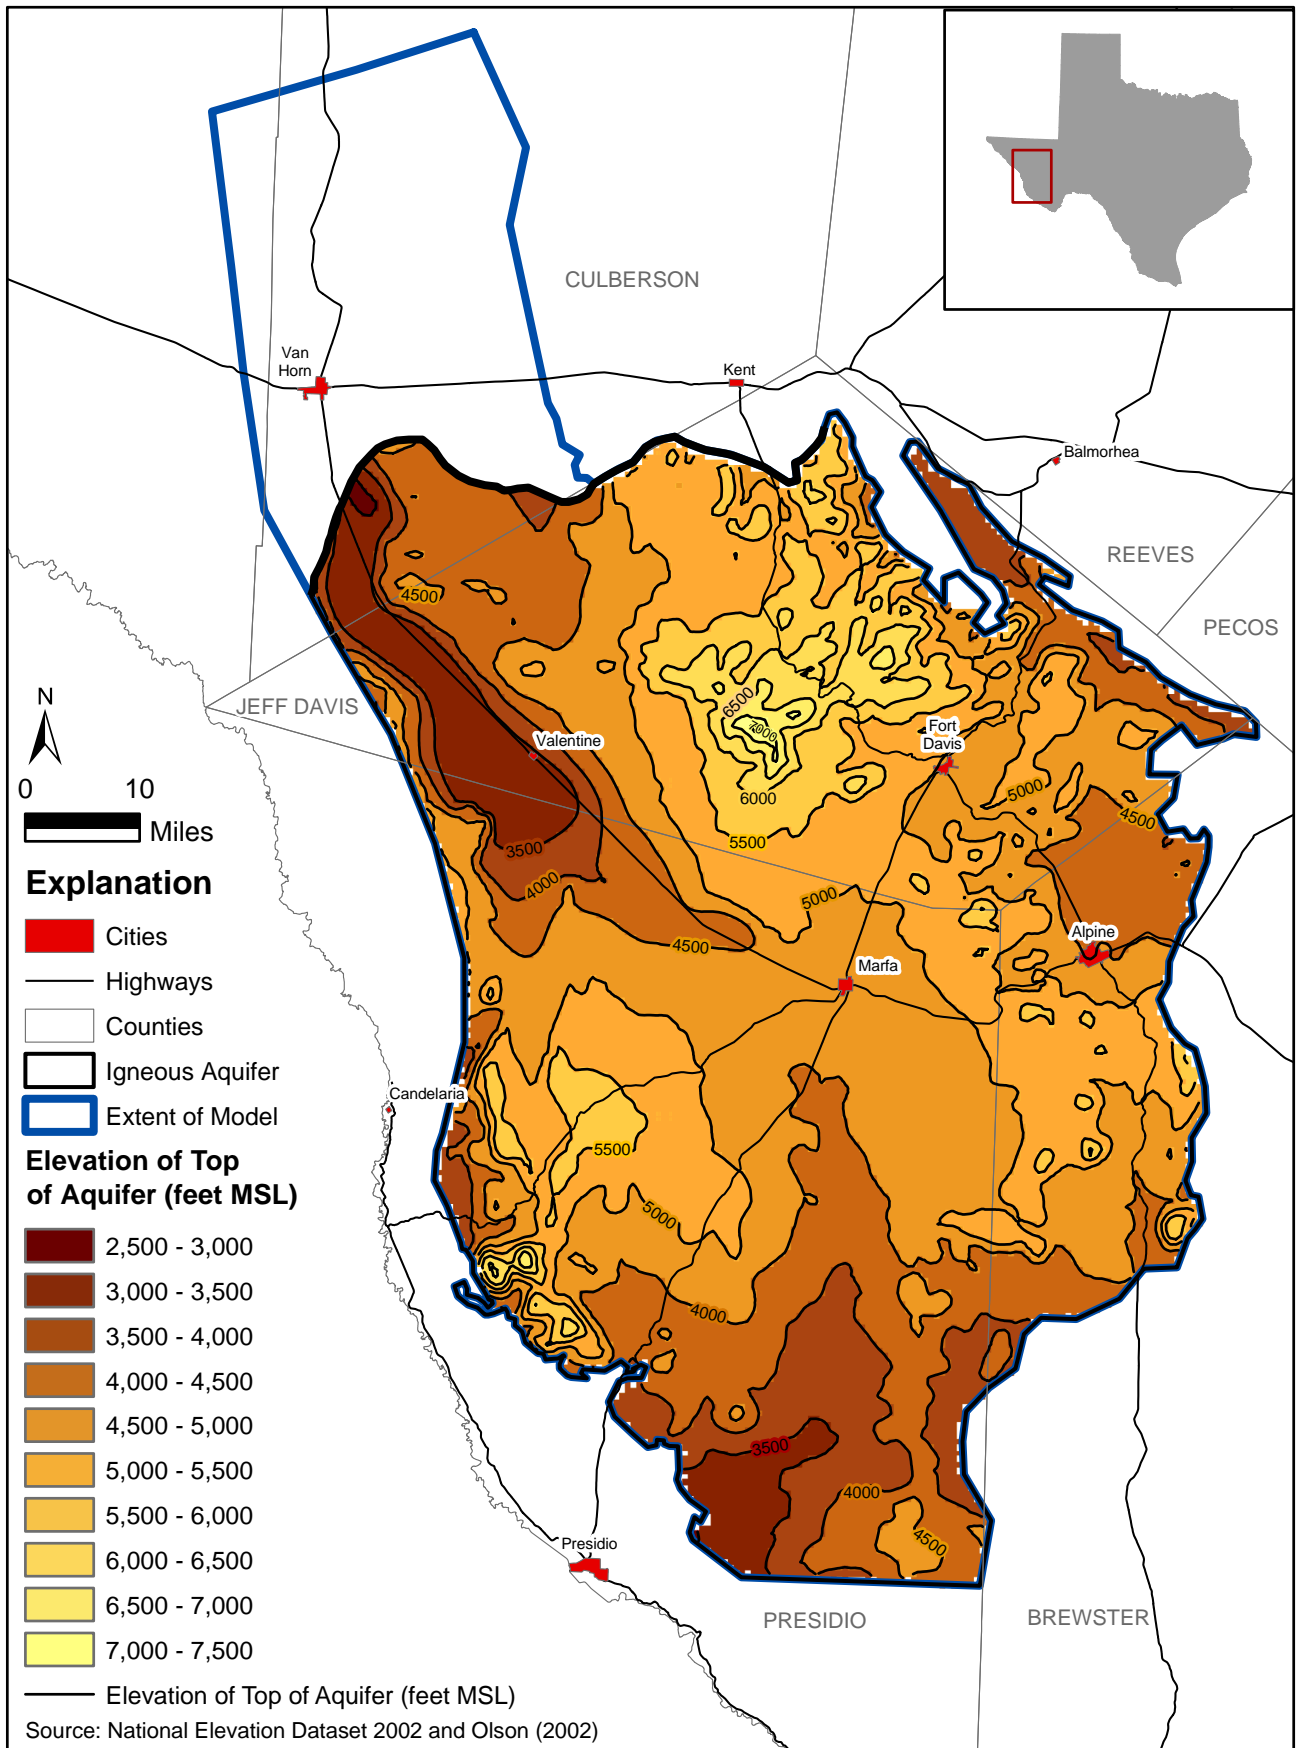 CULBERSON
Van
Horn
Kent
Balmorhea
REEVES
PECOS
4500
N
JEFF DAVIS
6500
7000
Fort
Davis
Valentine
0 10
Miles
6000
5000
4500
5500
3500
4000
5000
4500
Alpine
Marfa
Explanation
Cities
Highways
Counties
Igneous Aquifer
Extent of Model
Candelaria
5500
5000
4000
Elevation of Top
of Aquifer (feet MSL)
2,500 - 3,000
3,000 - 3,500
3,500 - 4,000
4,000 - 4,500
4,500 - 5,000
5,000 - 5,500
5,500 - 6,000
6,000 - 6,500
6,500 - 7,000
7,000 - 7,500
Elevation of Top of Aquifer (feet MSL)
Source: National Elevation Dataset 2002 and Olson (2002)
3500
4000
4500
Presidio
PRESIDIO
BREWSTER